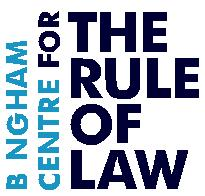 B NGHAM
CENTRE FOR
THE
RULE
OF
LAW